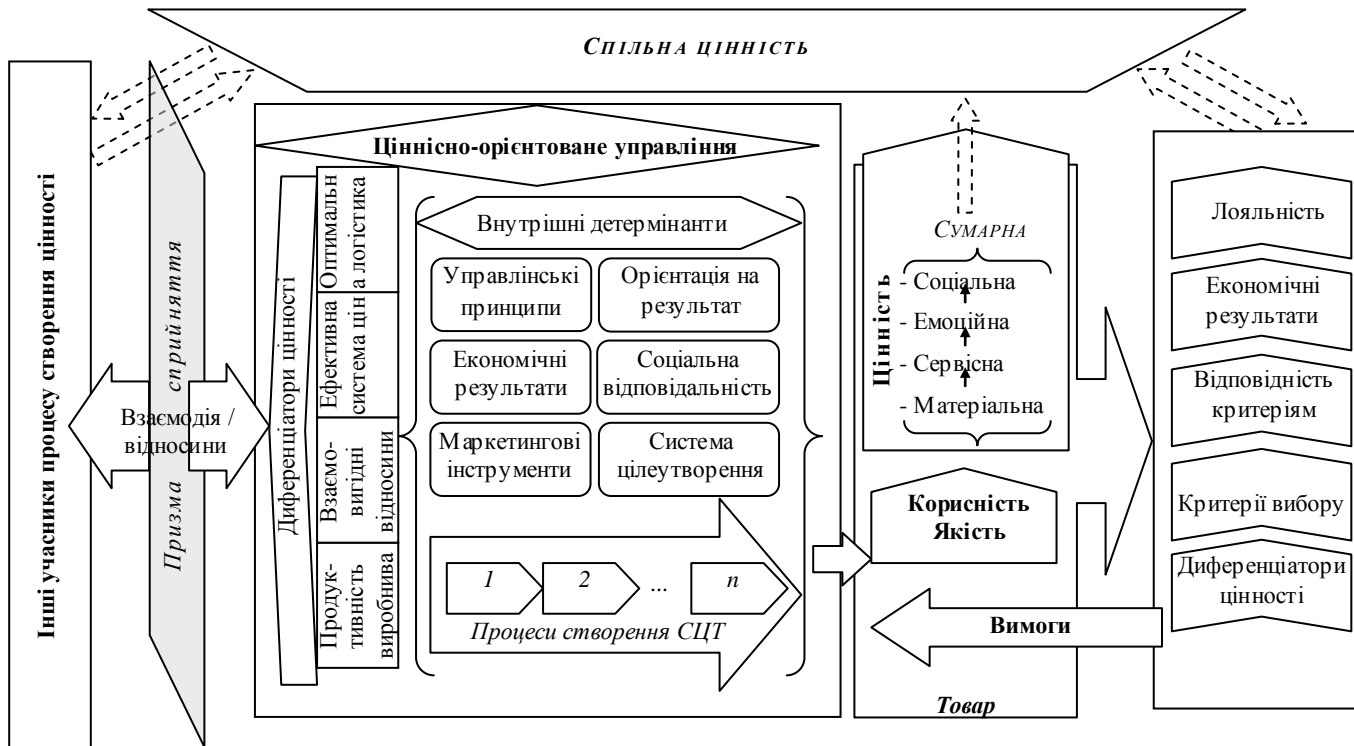 СПІЛЬНА ЦІННІСТЬ
Інші учасники процесу створення цінності
Призма сприйняття
Взаємодія /
відносини
Ціннісно-орієнтоване управління
Диференціатори цінності
Оптимальн
а логістика
Ефективна
система цін
Взаємо-
вигідні
відносини
Продук-
тивність
виробнива
Внутрішні детермінанти
Управлінські
принципи
Орієнтація на
результат
Економічні
результати
Соціальна
відповідальність
Маркетингові
інструменти
Система
цілеутворення
1
2
...
n
Процеси створення СЦТ
СУМАРНА
Цінність
- Соціальна
- Емоційна
- Сервісна
- Матеріальна
Корисність
Якість
Вимоги
Товар
Лояльність
Економічні
результати
Відповідність
критеріям
Критерії вибору
Диференціатори
цінності